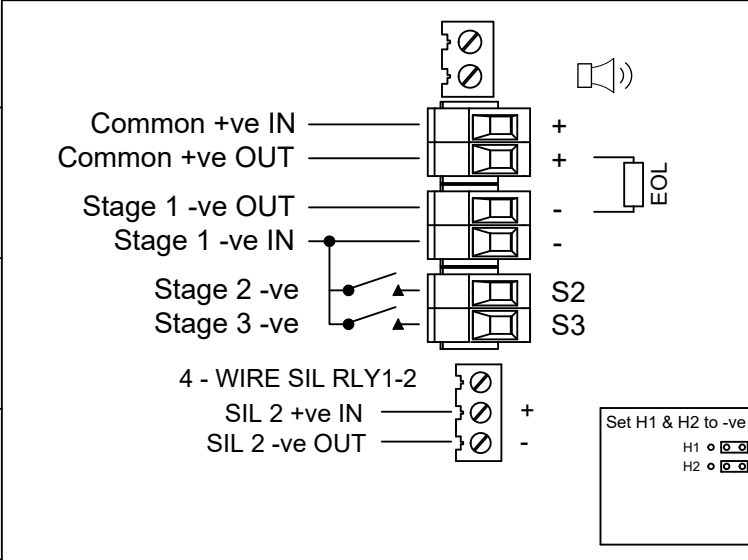 Common +ve IN +
Common +ve OUT +
EOL
Stage 1 -ve OUT -
Stage 1 -ve IN -
Stage 2 -ve S2
Stage 3 -ve S3
4 - WIRE SIL RLY1-2
SIL 2 +ve IN +
SIL 2 -ve OUT -
Set H1 & H2 to -ve
H1
H2